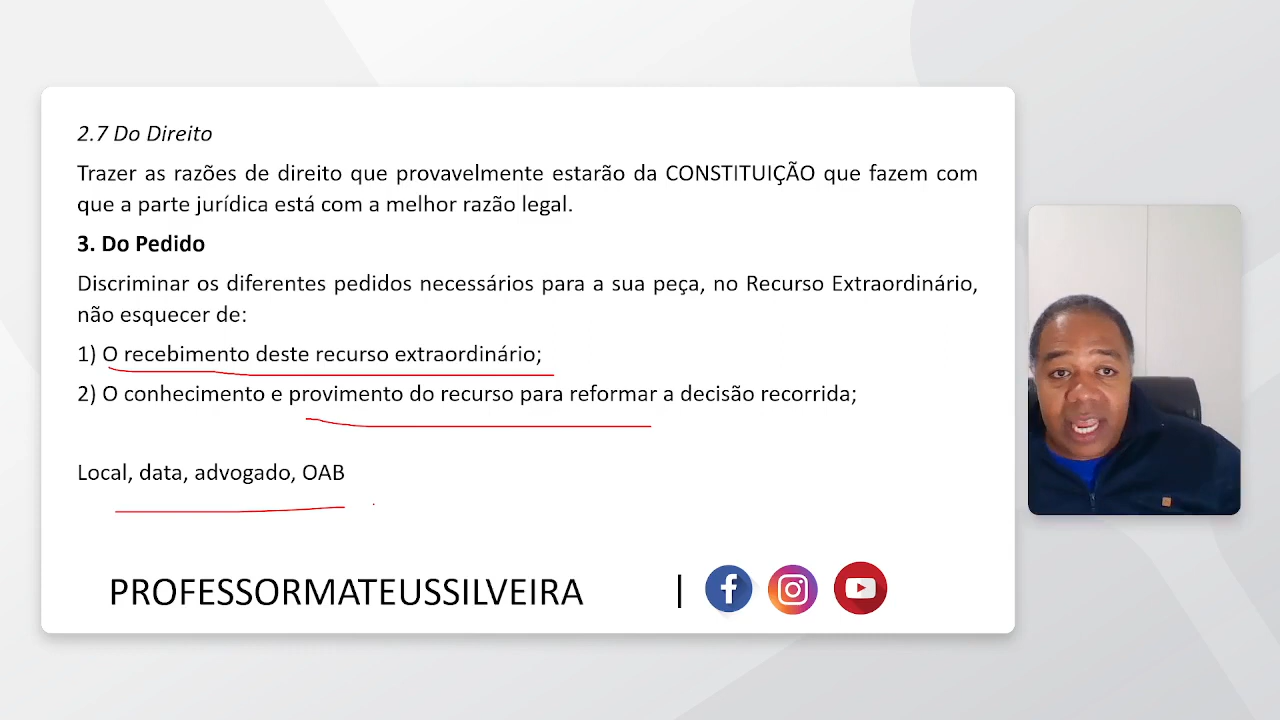 2.7 Do Direito
Trazer as razões de direito que provavelmente estarão da CONSTITUIÇÃO que fazem com
que a parte jurídica está com a melhor razão legal.
3. Do Pedido
Discriminar os diferentes pedidos necessários para a sua peça, no Recurso Extraordinário,
não esquecer de:
1) O recebimento deste recurso extraordinário;
2) O conhecimento e provimento do recurso para reformar a decisão recorrida;
Local, data, advogado, OAB
PROFESSORMATEUSSILVEIRA |